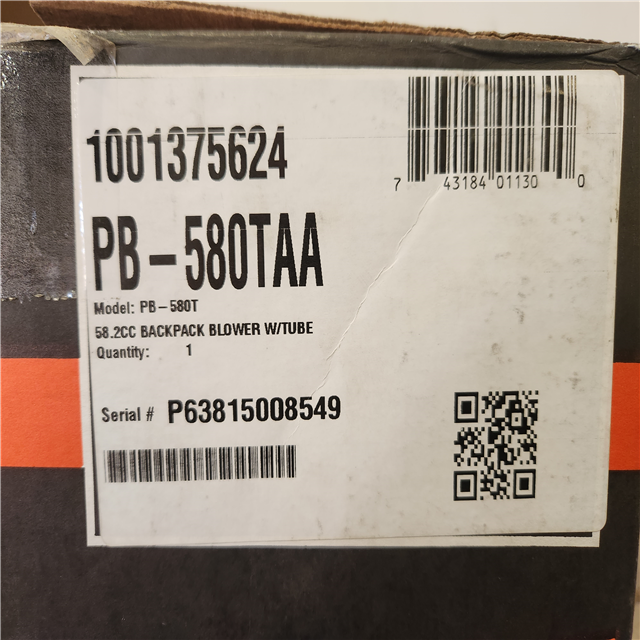 1001375624
7 43184 01130 0
PB-580TAA
Model: PB-580T
58.2CC BACKPACK BLOWER W/TUBE
Quantity: 1
Serial # P63815008549